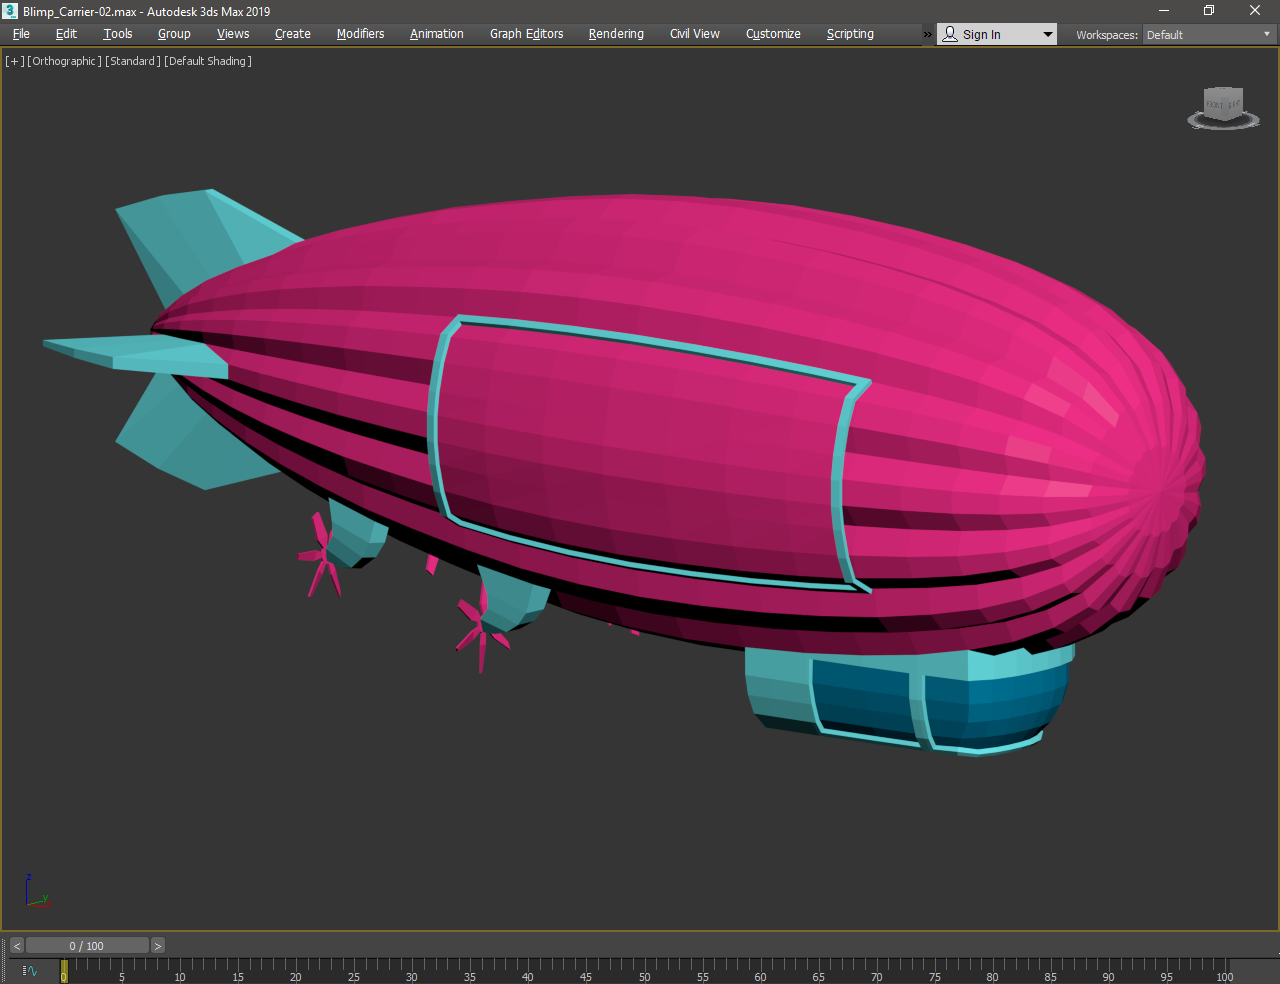 Blimp_Carrier-02.max - Autodesk 3ds Max 2019
File Edit Tools Group Views Create Modifiers Animation Graph Editors Rendering Civil View Customize Scripting » Sign In Workspaces: Default
[+] [Orthographic] [Standard] [Default Shading]
FRONT
z
y
< 0 / 100 >
0 5 10 15 20 25 30 35 40 45 50 55 60 65 70 75 80 85 90 95 100